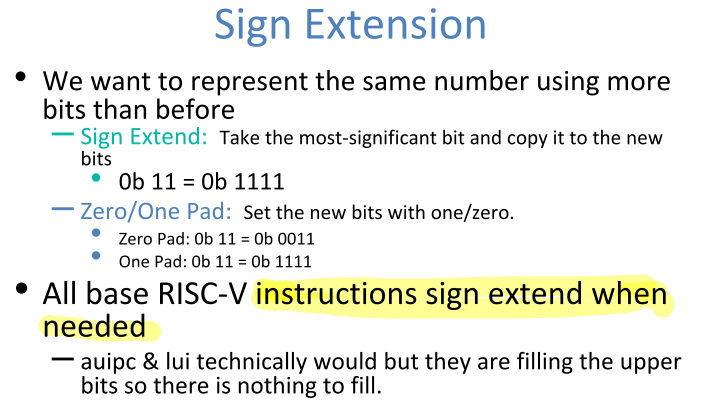 Sign Extension
• We want to represent the same number using more
bits than before
— Sign Extend: Take the most-significant bit and copy it to the new
bits
• 0b 11 = 0b 1111
— Zero/One Pad: Set the new bits with one/zero.
• Zero Pad: 0b 11 = 0b 0011
• One Pad: 0b 11 = 0b 1111
• All base RISC-V instructions sign extend when
needed
— auipc & lui technically would but they are filling the upper
bits so there is nothing to fill.